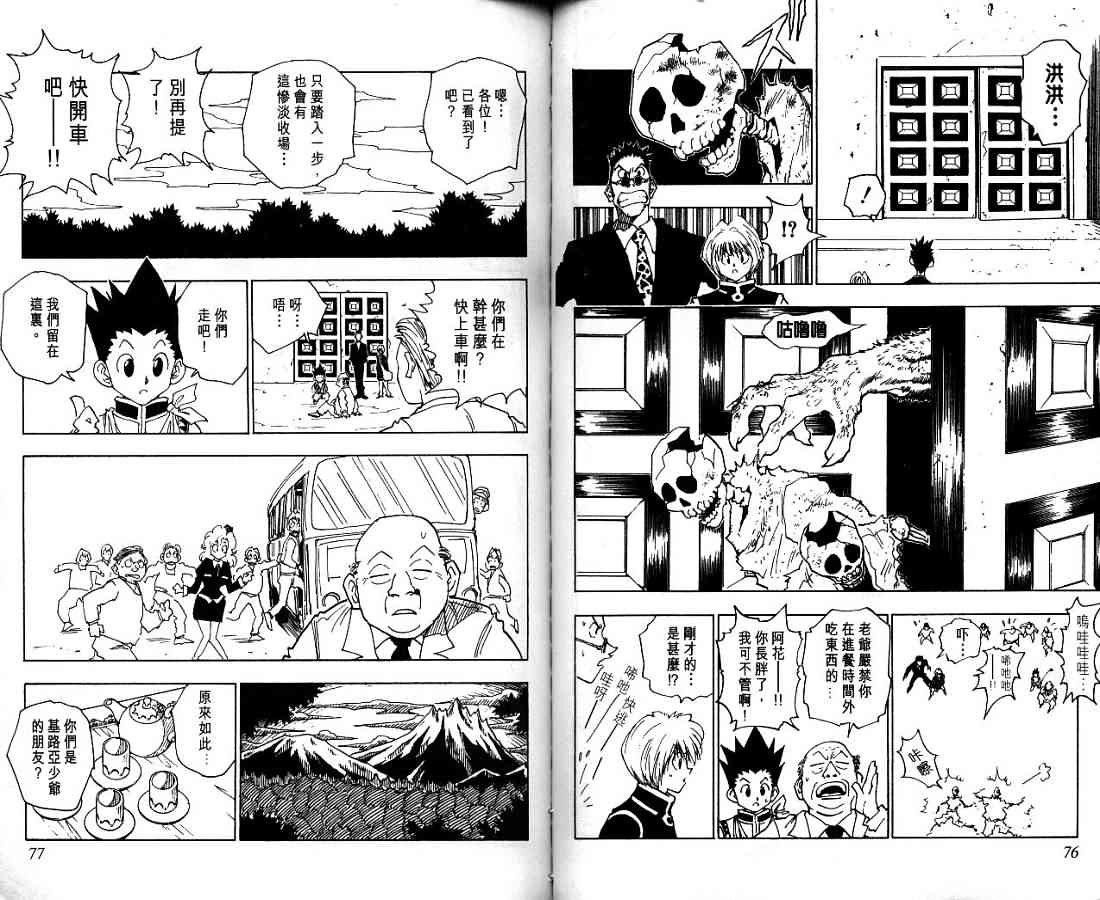 洪洪…
！
!?
咕嚕嚕
嗚哇哇哇…
唏吔吔
——!!
吓…
咔嚓
老爺嚴禁你
在進餐時間外
吃東西的…
阿花——!!
你長胖了，
我可不管啊！
剛才的
是甚麼!?
唏吔
快逃
哇呀
76
嗯…
各位！
已看到了
吧？
只要踏入一步，
也會有
這慘淡收場…
別再提
了！
快開車
吧——!!
你們在
幹甚麼？
快上車啊!!
呀…
唔…
你們
走吧！
我們留在
這裏。
原來如此…
你們是
基路亞少爺
的朋友？
77